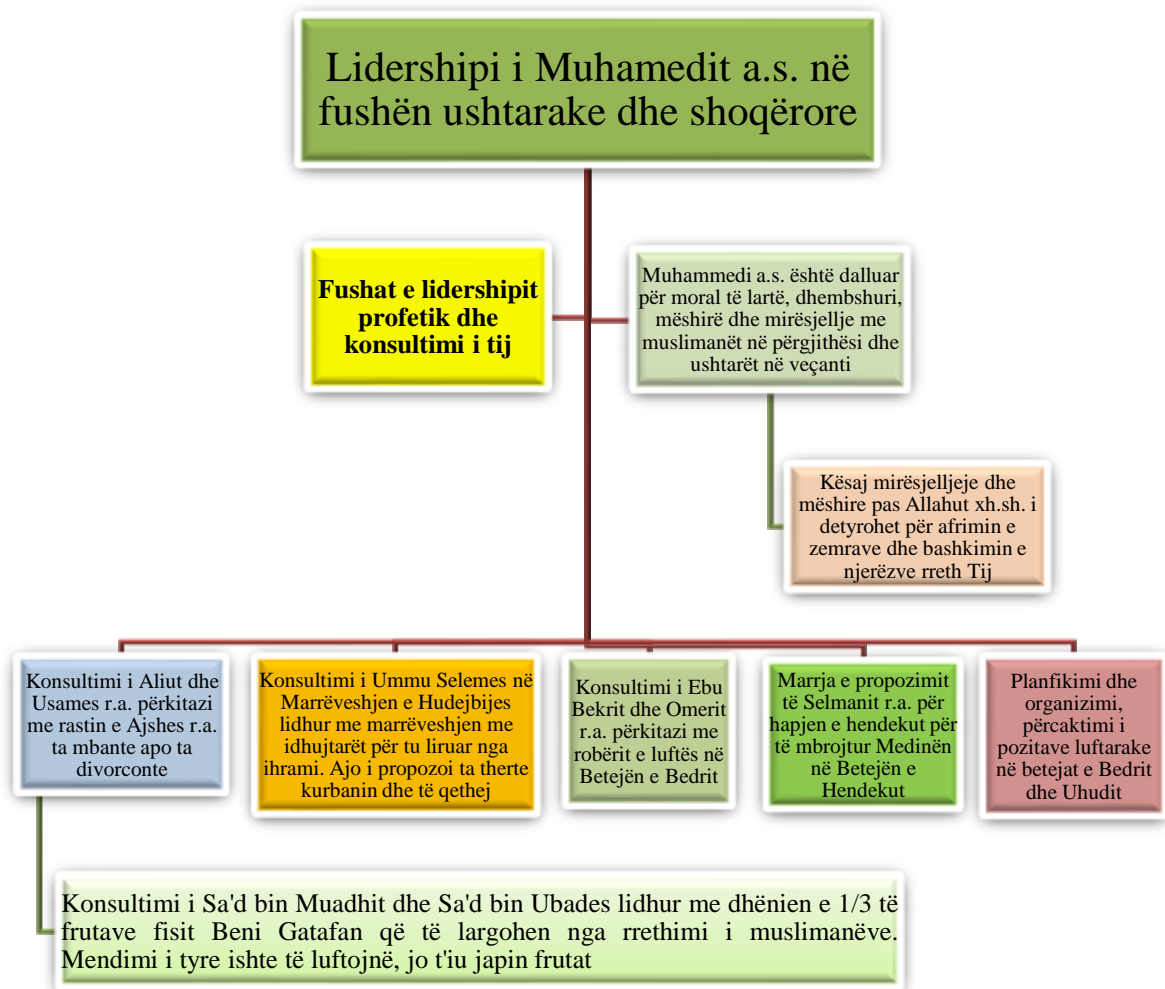 Lidershipi i Muhamedit a.s. në
fushën ushtarake dhe shoqërore
Fushat e lidershipit
profetik dhe
konsultimi i tij
Muhammedi a.s. është dalluar
për moral të lartë, dhembshuri,
mëshirë dhe mirësjellje me
muslimanët në përgjithësi dhe
ushtarët në veçanti
Kësaj mirësjelljeje dhe
mëshire pas Allahut xh.sh. i
detyrohet për afrimin e
zemrave dhe bashkimin e
njerëzve rreth Tij
Konsultimi i Aliut dhe
Usames r.a. përkitazi me
rastin e Ajshes r.a.
ta mbante apo ta
divorconte
Konsultimi i Ummu Selemes në
Marrëveshjen e Hudejbijes
lidhur me marrëveshjen me
idhujtarët për tu liruar nga
ihrami. Ajo i propozoi ta therte
kurbanin dhe të qethej
Konsultimi i Ebu
Bekrit dhe Omerit
r.a. përkitazi me
robërit e luftës në
Betejën e Bedrit
Marrja e propozimit
të Selmanit r.a. për
hapjen e hendekut për
të mbrojtur Medinën
në Betejën e
Hendekut
Planfikimi dhe
organizimi,
përcaktimi i
pozitave luftarake
në betejat e Bedrit
dhe Uhudit
Konsultimi i Sa'd bin Muadhit dhe Sa'd bin Ubades lidhur me dhënien e 1/3 të
frutave fisit Beni Gatafan që të largohen nga rrethimi i muslimanëve.
Mendimi i tyre ishte të luftojnë, jo t'iu japin frutat